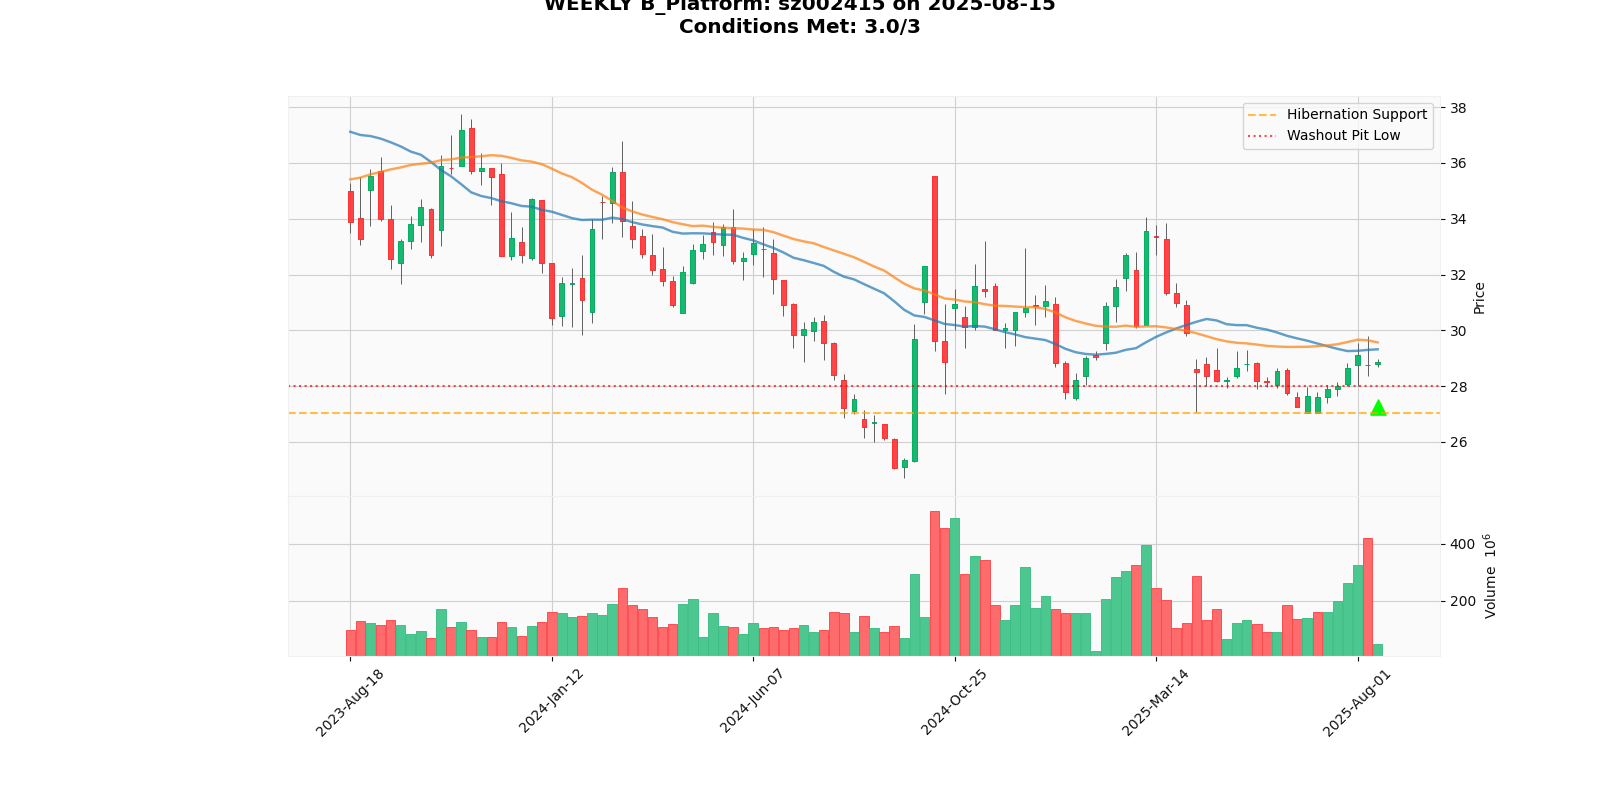 WEEKLY B_Platform: sz002415 on 2025-08-15
Conditions Met: 3.0/3
Hibernation Support
Washout Pit Low
38
36
34
32
30
28
26
Price
400
200
Volume 10^6
2023-Aug-18
2024-Jan-12
2024-Jun-07
2024-Oct-25
2025-Mar-14
2025-Aug-01